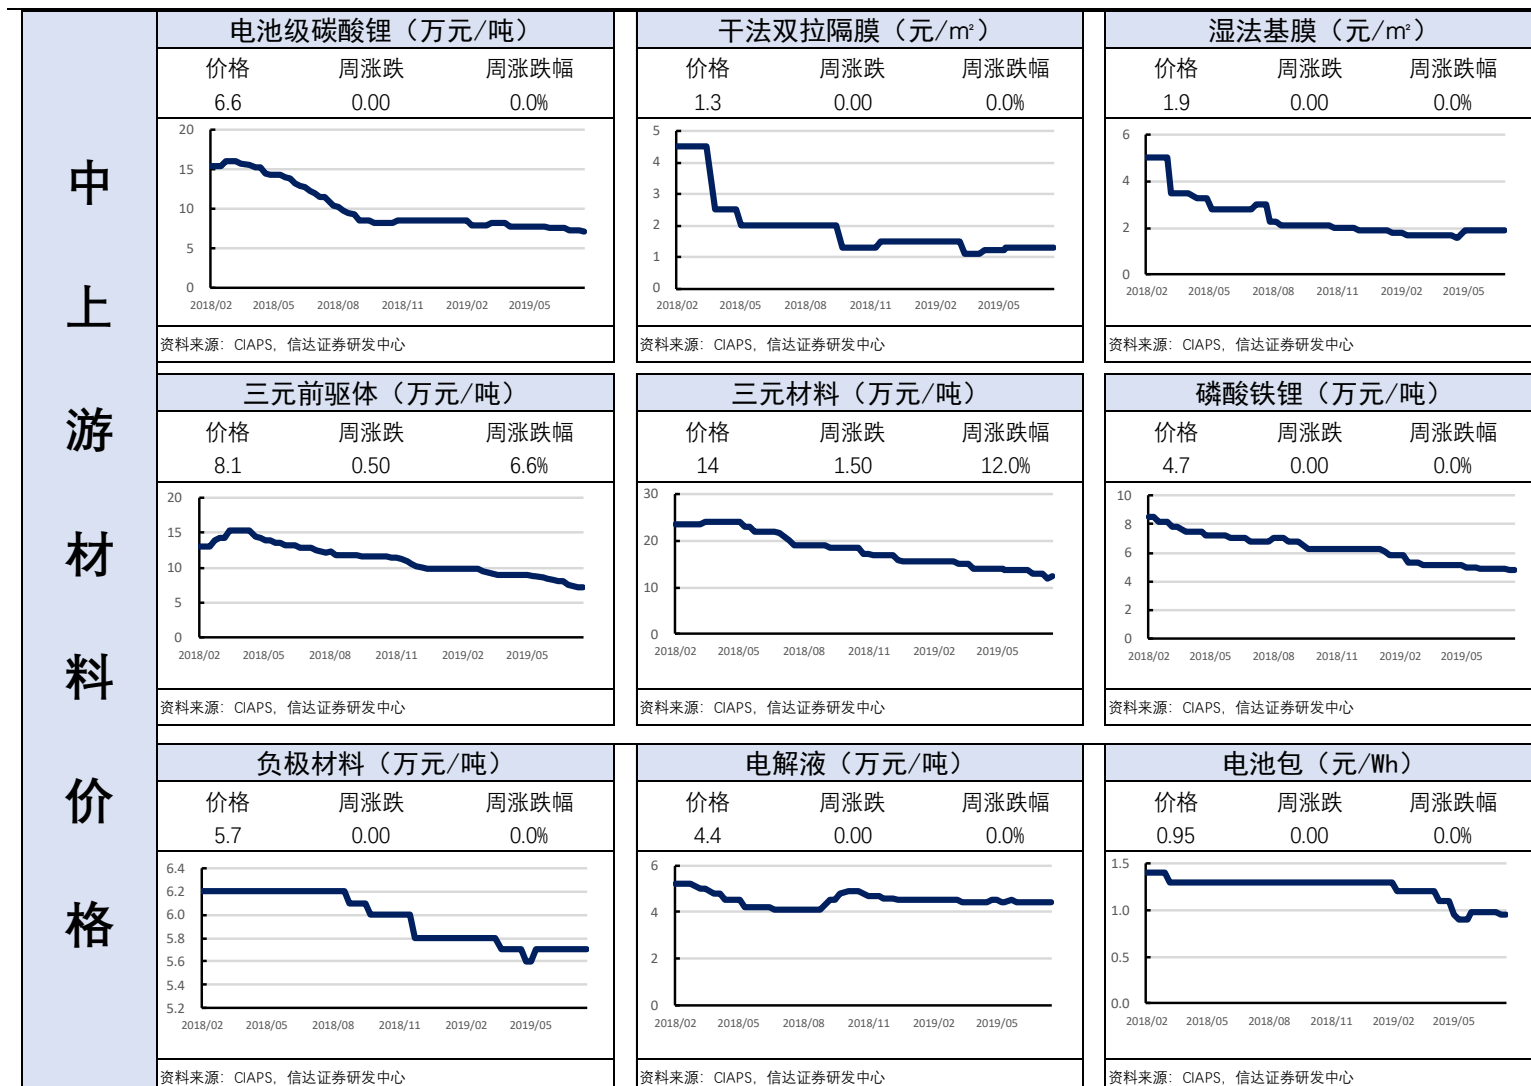 中
上
游
材
料
价
格
电池级碳酸锂（万元/吨）
价格 周涨跌 周涨跌幅
6.6 0.00 0.0%
20
15
10
5
0
2018/02 2018/05 2018/08 2018/11 2019/02 2019/05
资料来源：CIAPS，信达证券研发中心
干法双拉隔膜（元/㎡）
价格 周涨跌 周涨跌幅
1.3 0.00 0.0%
5
4
3
2
1
0
2018/02 2018/05 2018/08 2018/11 2019/02 2019/05
资料来源：CIAPS，信达证券研发中心
湿法基膜（元/㎡）
价格 周涨跌 周涨跌幅
1.9 0.00 0.0%
6
4
2
0
2018/02 2018/05 2018/08 2018/11 2019/02 2019/05
资料来源：CIAPS，信达证券研发中心
三元前驱体（万元/吨）
价格 周涨跌 周涨跌幅
8.1 0.50 6.6%
20
15
10
5
0
2018/02 2018/05 2018/08 2018/11 2019/02 2019/05
资料来源：CIAPS，信达证券研发中心
三元材料（万元/吨）
价格 周涨跌 周涨跌幅
14 1.50 12.0%
30
20
10
0
2018/02 2018/05 2018/08 2018/11 2019/02 2019/05
资料来源：CIAPS，信达证券研发中心
磷酸铁锂（万元/吨）
价格 周涨跌 周涨跌幅
4.7 0.00 0.0%
10
8
6
4
2
0
2018/02 2018/05 2018/08 2018/11 2019/02 2019/05
资料来源：CIAPS，信达证券研发中心
负极材料（万元/吨）
价格 周涨跌 周涨跌幅
5.7 0.00 0.0%
6.4
6.2
6.0
5.8
5.6
5.4
5.2
2018/02 2018/05 2018/08 2018/11 2019/02 2019/05
资料来源：CIAPS，信达证券研发中心
电解液（万元/吨）
价格 周涨跌 周涨跌幅
4.4 0.00 0.0%
6
4
2
0
2018/02 2018/05 2018/08 2018/11 2019/02 2019/05
资料来源：CIAPS，信达证券研发中心
电池包（元/Wh）
价格 周涨跌 周涨跌幅
0.95 0.00 0.0%
1.5
1.0
0.5
0.0
2018/02 2018/05 2018/08 2018/11 2019/02 2019/05
资料来源：CIAPS，信达证券研发中心